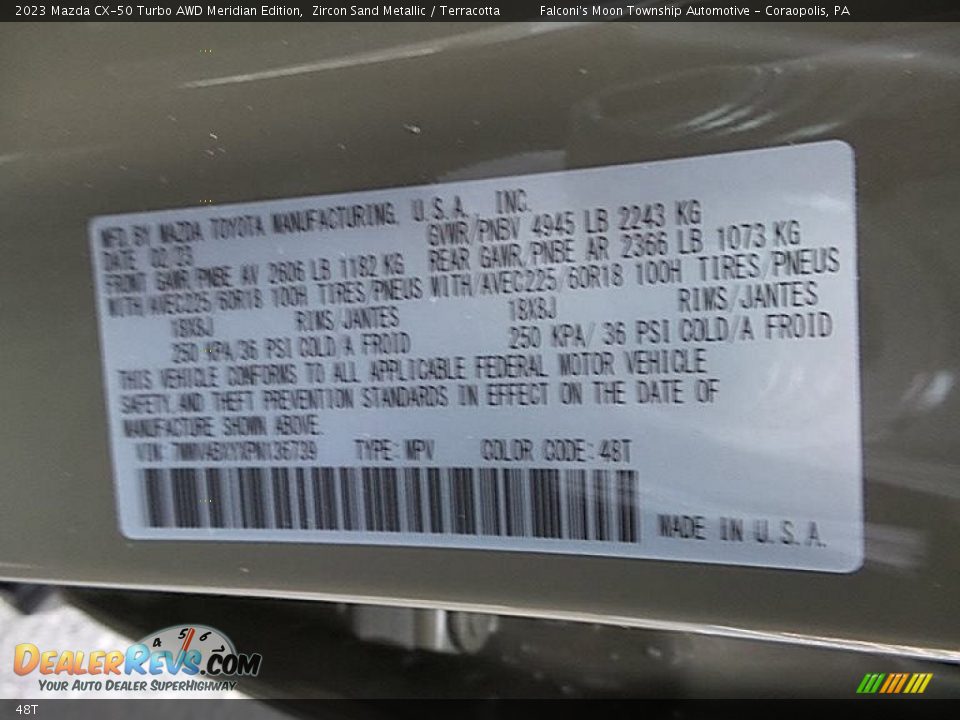 2023 Mazda CX-50 Turbo AWD Meridian Edition, Zircon Sand Metallic / Terracotta Falconi's Moon Township Automotive - Coraopolis, PA
MFD.BY MAZDA TOYOTA MANUFACTURING. U.S.A. INC.
DATE 02/23 GVWR/PNBV 4945 LB 2243 KG
FRONT GAWR/PNBE AV 2606 LB 1182 KG REAR GAWR/PNBE AR 2366 LB 1073 KG
WITH/AVEC225/60R18 100H TIRES/PNEUS WITH/AVEC225/60R18 100H TIRES/PNEUS
18X8J RIMS/JANTES 18X8J RIMS/JANTES
250 KPA/36 PSI COLD/A FROID 250 KPA/ 36 PSI COLD/A FROID
THIS VEHICLE CONFORMS TO ALL APPLICABLE FEDERAL MOTOR VEHICLE
SAFETY AND THEFT PREVENTION STANDARDS IN EFFECT ON THE DATE OF
MANUFACTURE SHOWN ABOVE.
VIN: TYPE: MPV COLOR CODE: 48T
MADE IN U.S.A.
4 5 6
DealerRevs.com
Your Auto Dealer SuperHighway
48T